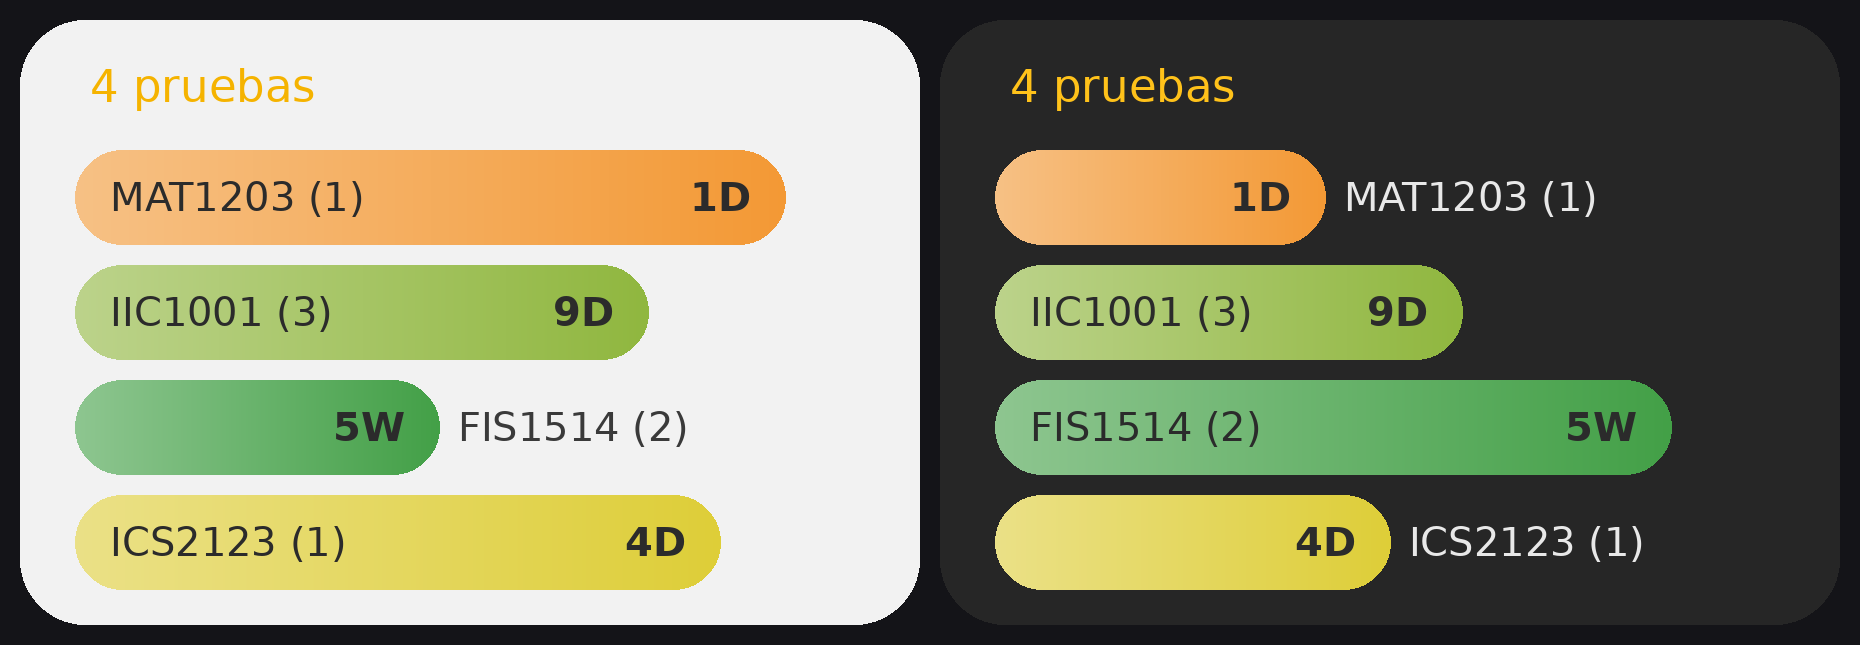 4 pruebas
MAT1203 (1) 1D
IIC1001 (3) 9D
5W FIS1514 (2)
ICS2123 (1) 4D
4 pruebas
1D MAT1203 (1)
IIC1001 (3) 9D
FIS1514 (2) 5W
4D ICS2123 (1)